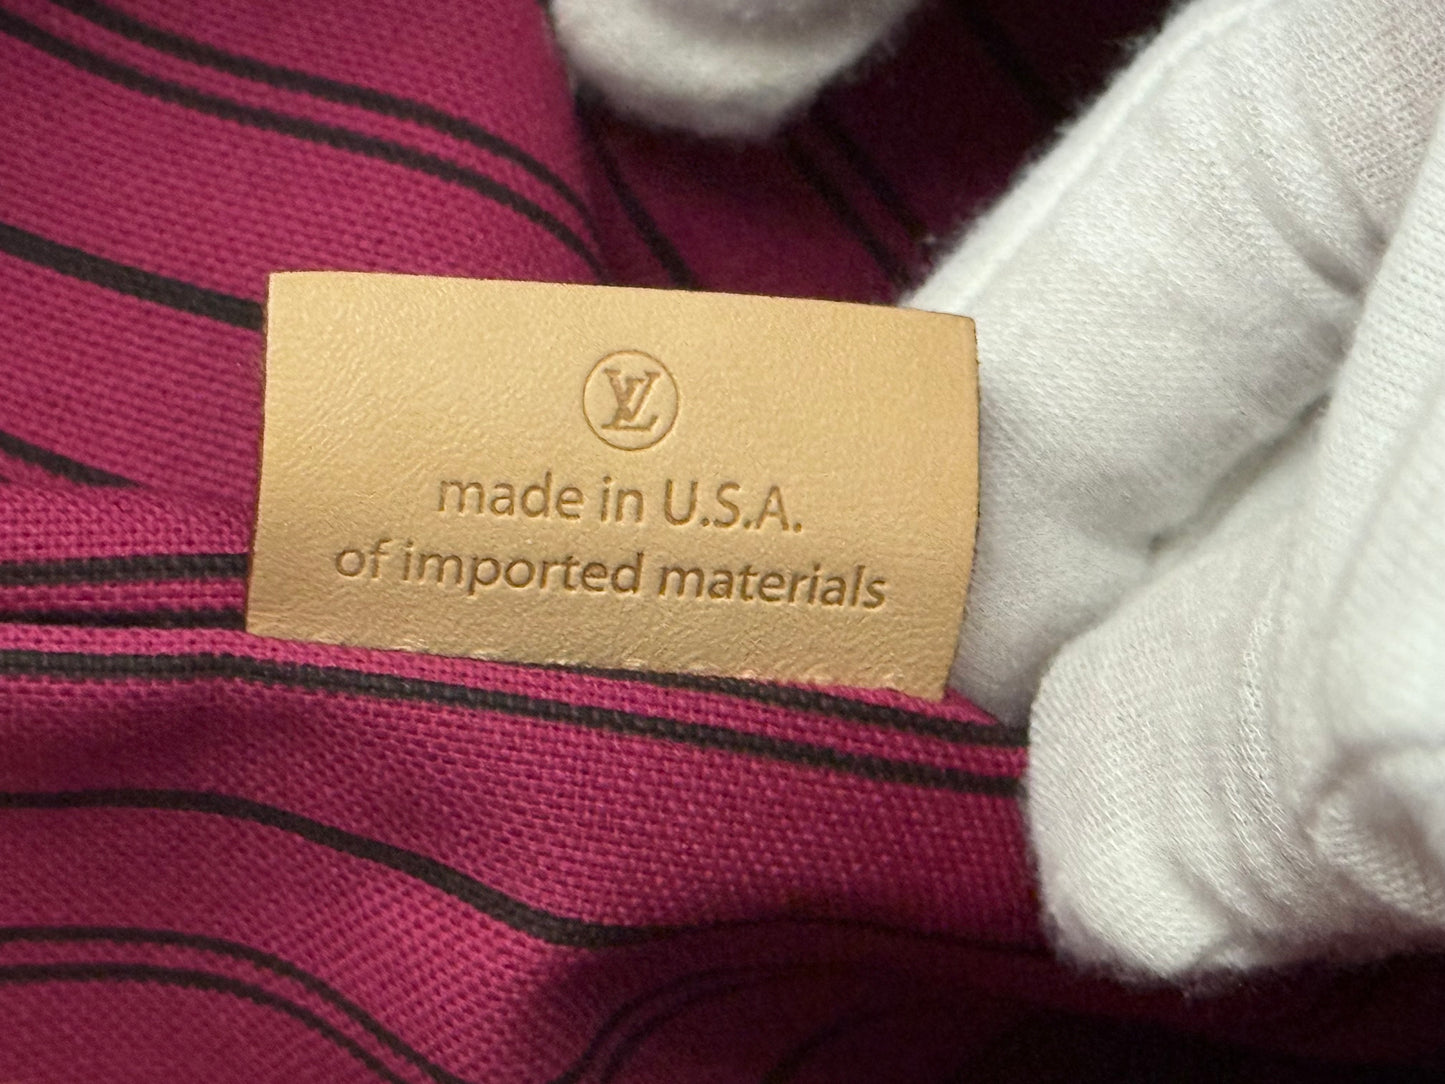 LV
made in U.S.A.
of imported materials